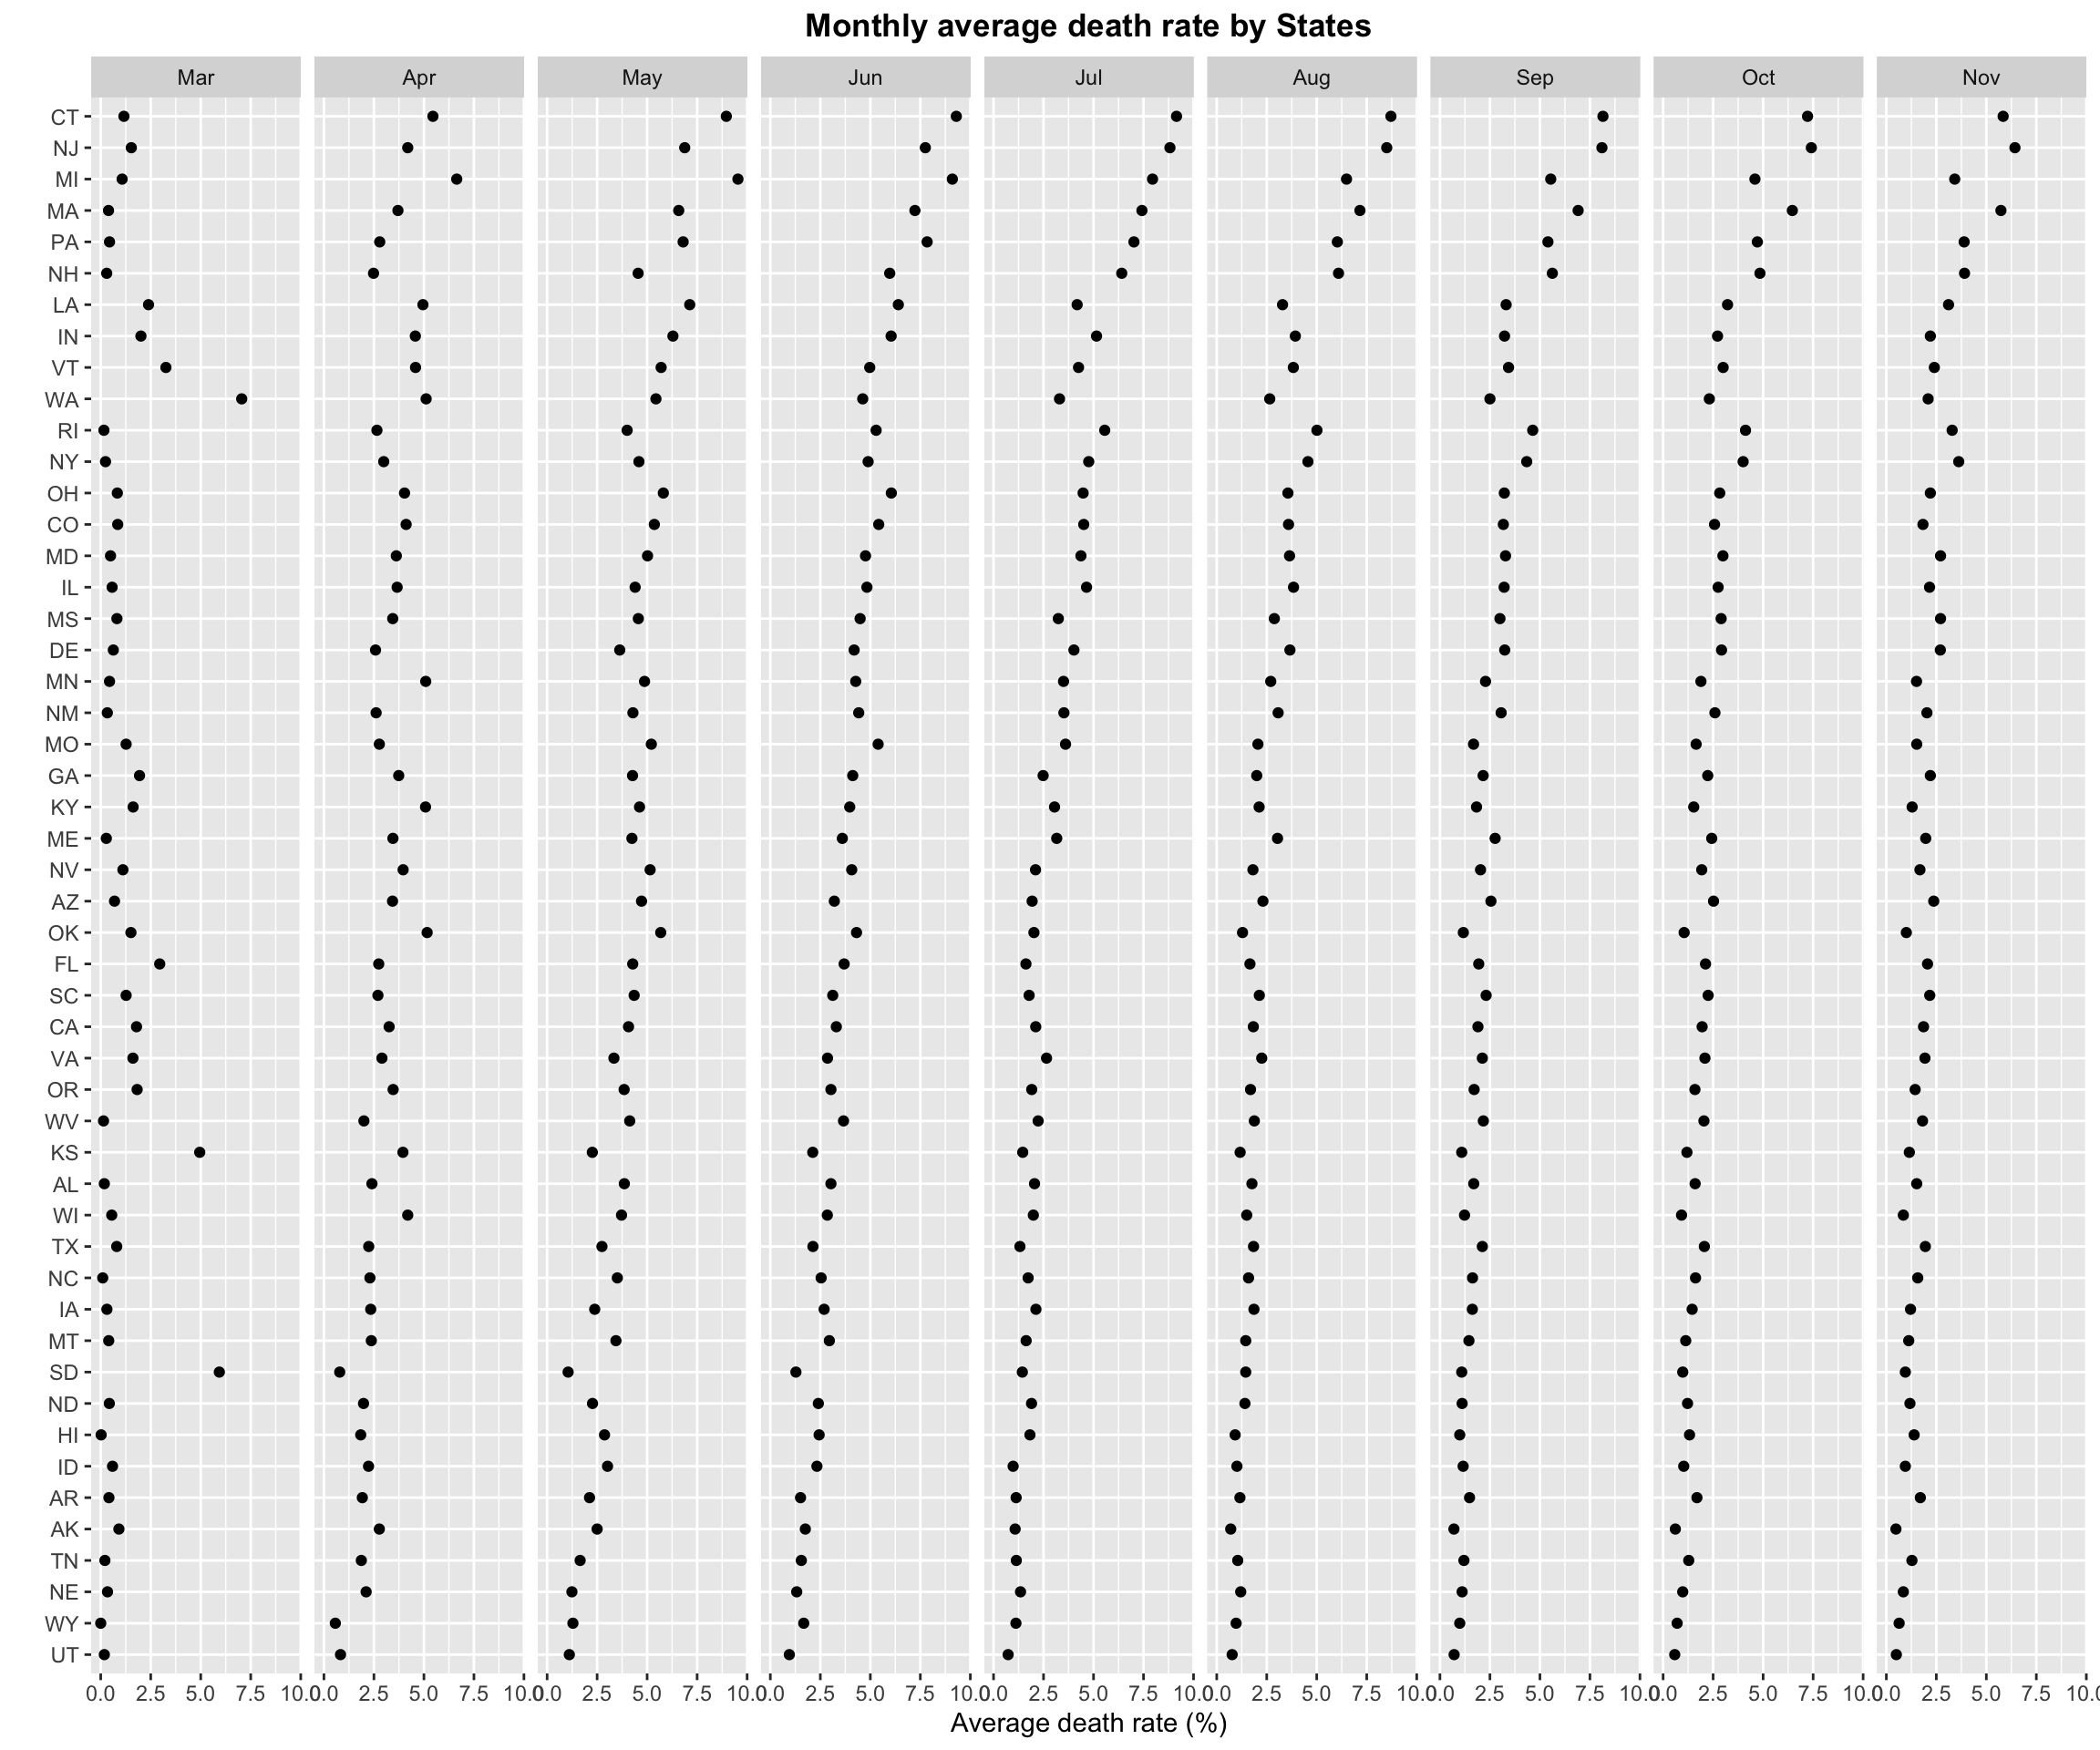 Monthly average death rate by States
Mar Apr May Jun Jul Aug Sep Oct Nov
CT
NJ
MI
MA
PA
NH
LA
IN
VT
WA
RI
NY
OH
CO
MD
IL
MS
DE
MN
NM
MO
GA
KY
ME
NV
AZ
OK
FL
SC
CA
VA
OR
WV
KS
AL
WI
TX
NC
IA
MT
SD
ND
HI
ID
AR
AK
TN
NE
WY
UT
0.0 2.5 5.0 7.5 10.0 0.0 2.5 5.0 7.5 10.0 0.0 2.5 5.0 7.5 10.0 0.0 2.5 5.0 7.5 10.0 0.0 2.5 5.0 7.5 10.0 0.0 2.5 5.0 7.5 10.0 0.0 2.5 5.0 7.5 10.0 0.0 2.5 5.0 7.5 10.0 0.0 2.5 5.0 7.5 10.0
Average death rate (%)